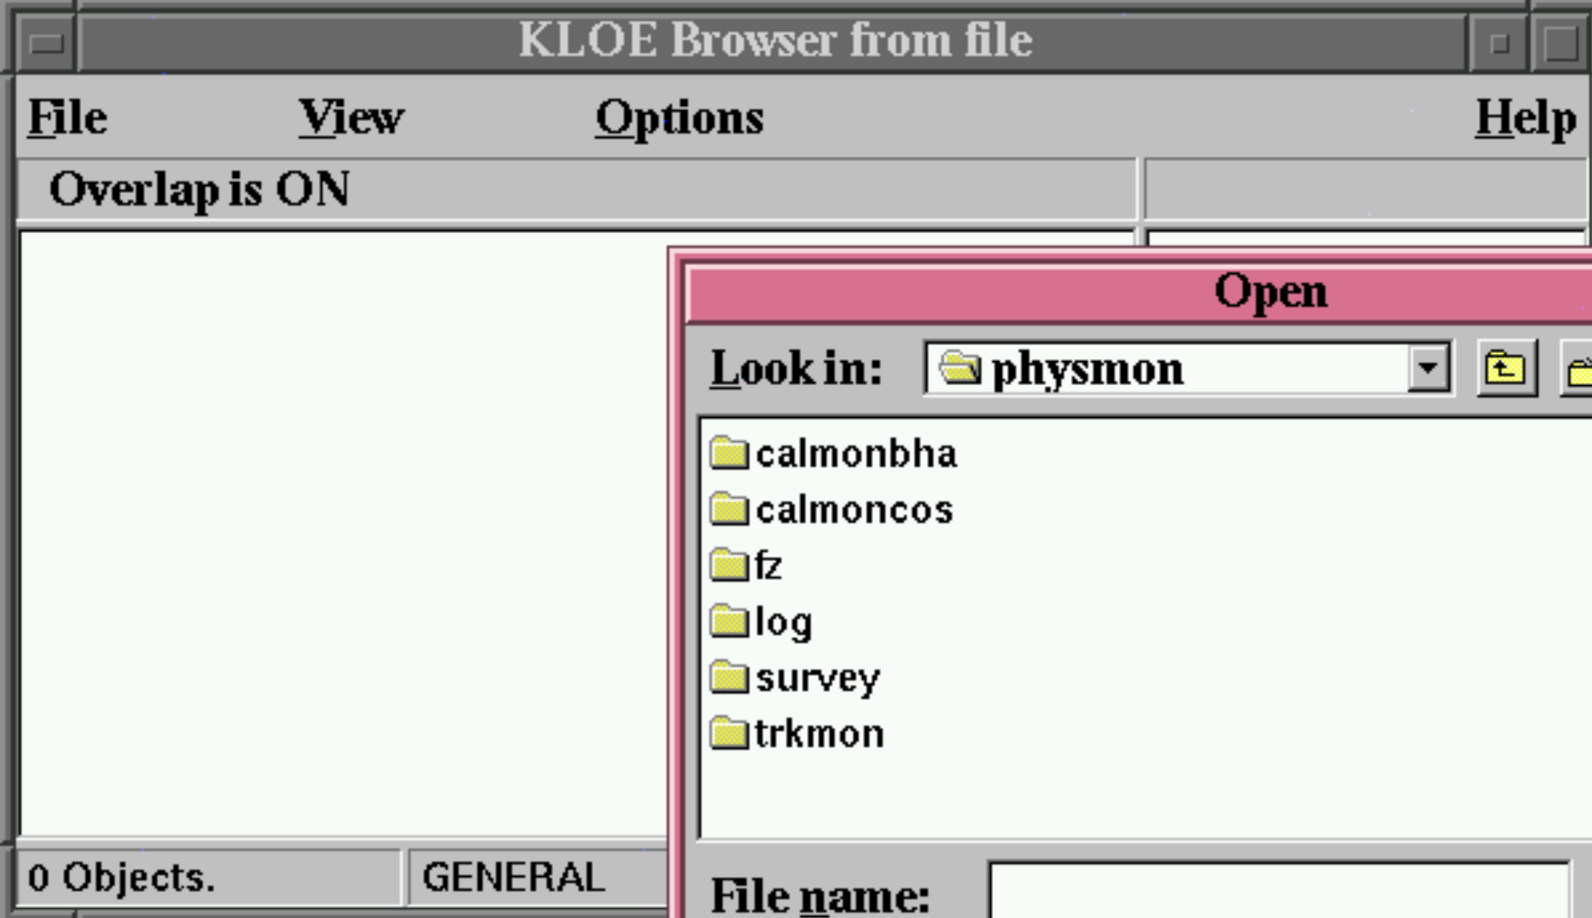 KLOE Browser from file
File View Options Help
Overlap is ON
Open
Look in: physmon
calmonbha
calmoncos
fz
log
survey
trkmon
0 Objects. GENERAL
File name: